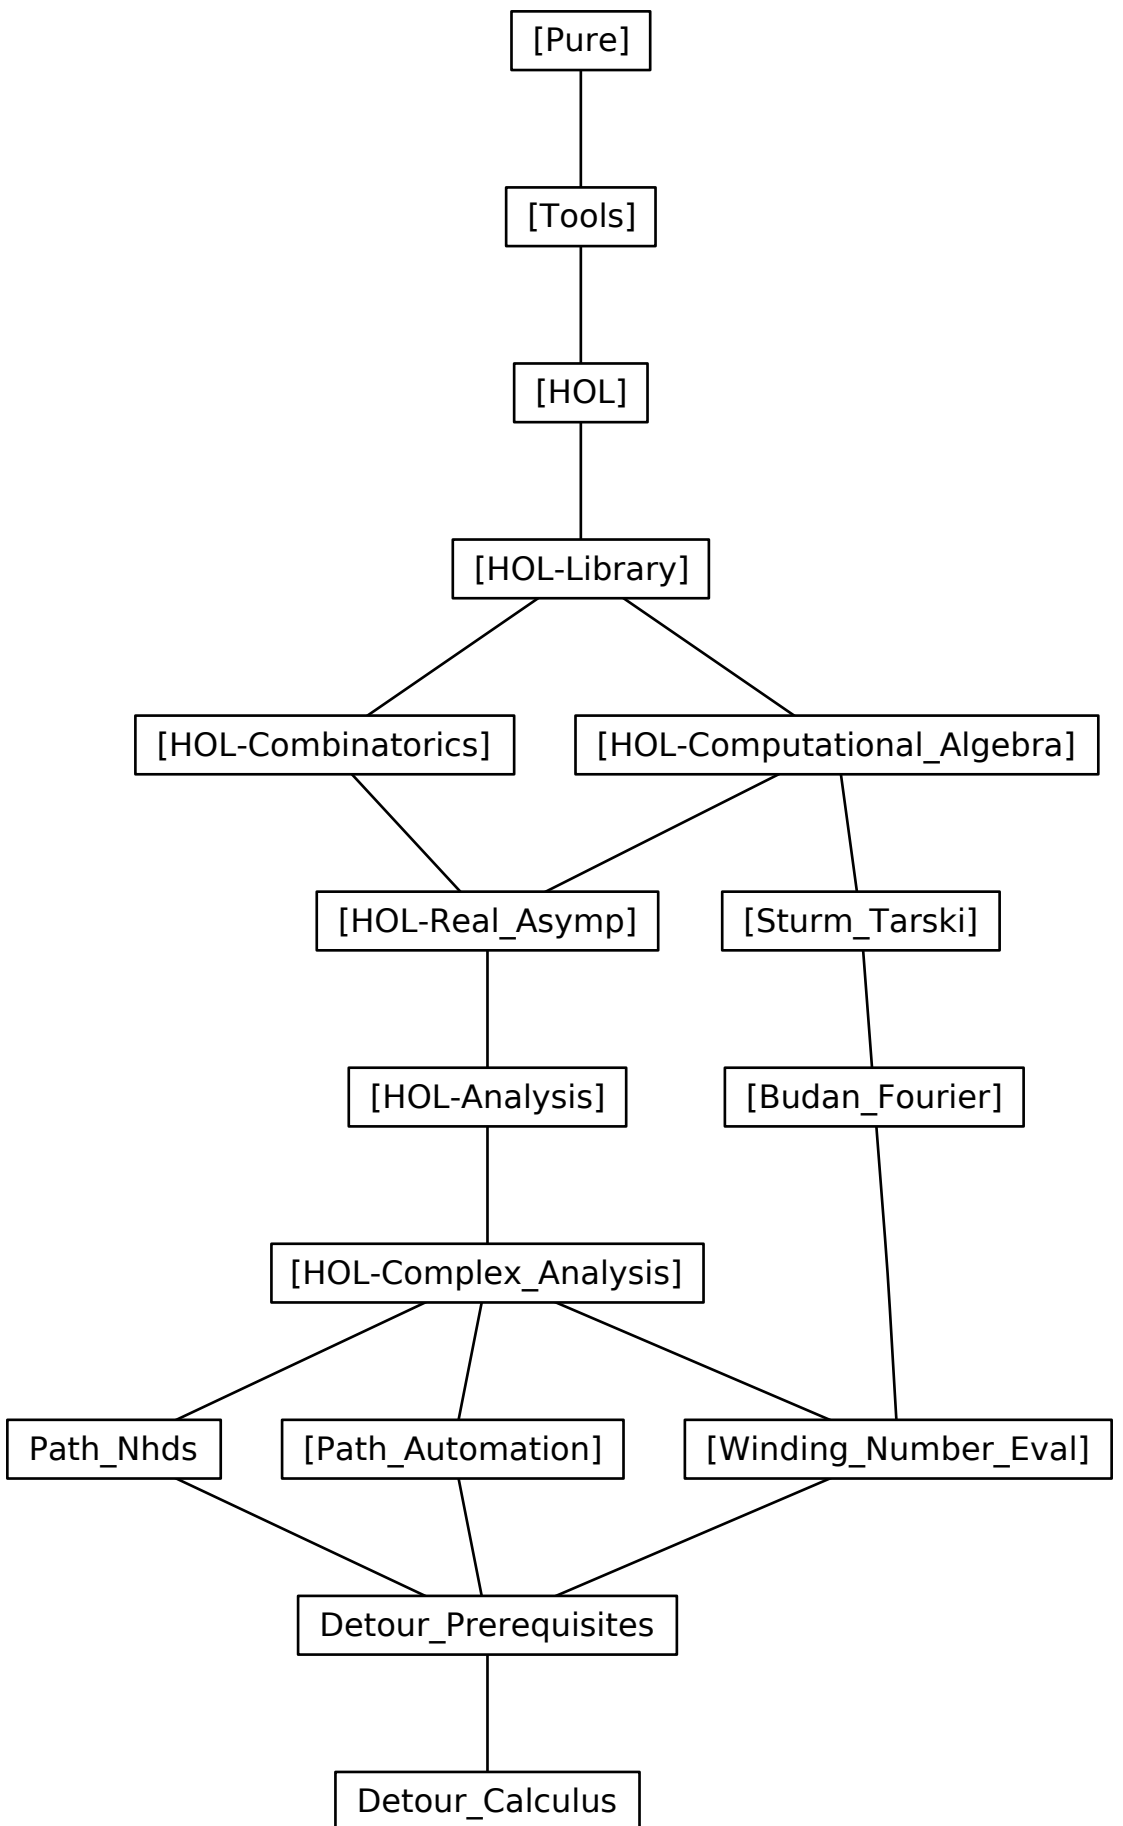 [Pure]
[Tools]
[HOL]
[HOL-Library]
[HOL-Combinatorics]
[HOL-Computational_Algebra]
[HOL-Real_Asymp]
[Sturm_Tarski]
[HOL-Analysis]
[Budan_Fourier]
[HOL-Complex_Analysis]
Path_Nhds
[Path_Automation]
[Winding_Number_Eval]
Detour_Prerequisites
Detour_Calculus